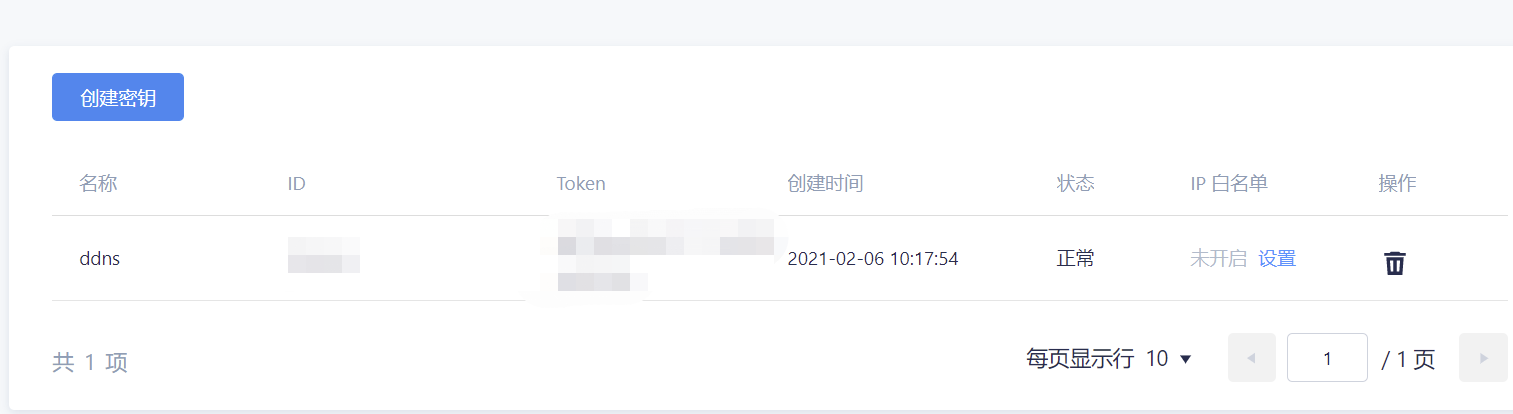 创建密钥
名称 ID Token 创建时间 状态 IP 白名单 操作
ddns 2021-02-06 10:17:54 正常 未开启 设置
共 1 项 每页显示行 10 1 / 1 页